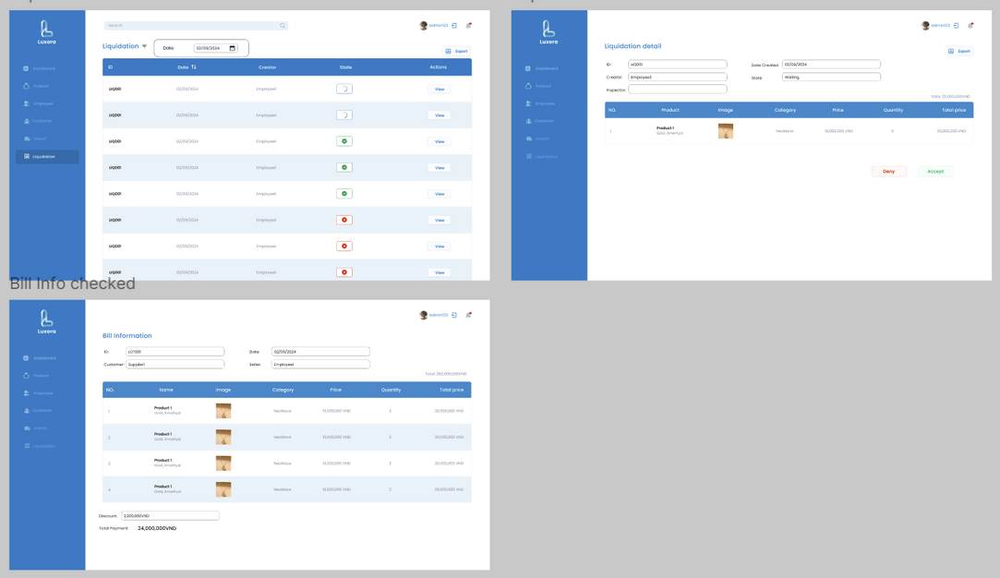 Luxora
Dashboard
Product
Employee
Customer
Import
Liquidation
Search
admin123
Liquidation
Date
02/09/2024
Export
ID Date Creator State Actions
LIQ001 02/09/2024 Employee1 View
LIQ001 02/09/2024 Employee1 View
LIQ001 02/09/2024 Employee1 View
LIQ001 02/09/2024 Employee1 View
LIQ001 02/09/2024 Employee1 View
LIQ001 02/09/2024 Employee1 View
LIQ001 02/09/2024 Employee1 View
LIQ001 02/09/2024 Employee1 View
Luxora
Dashboard
Product
Employee
Customer
Import
Liquidation
admin123
Liquidation detail
Export
ID: LIQ001 Date Created: 02/09/2024
Creator: Employee3 State: Waiting
Inspector:
Total: 20,000,000VND
NO. Product Image Category Price Quantity Total price
1 Product 1 Necklace 10,000,000 VND 2 20,000,000 VND
Gold, Amethyst
Deny Accept
Bill Info checked
Luxora
Dashboard
Product
Employee
Customer
Import
Liquidation
admin123
Bill Information
ID: Date: 02/09/2024
Customer: Supplier1 Seller: Employee1
NO. Name Image Category Price Quantity Total price
1 Product 1 Necklace 10,000,000 VND 2 20,000,000 VND
Gold, Amethyst
2 Product 1 Necklace 10,000,000 VND 2 20,000,000 VND
Gold, Amethyst
3 Product 1 Necklace 10,000,000 VND 2 20,000,000 VND
Gold, Amethyst
4 Product 1 Necklace 10,000,000 VND 2 20,000,000 VND
Gold, Amethyst
Discount: 2,000,000VND
Total Payment: 24,000,000VND